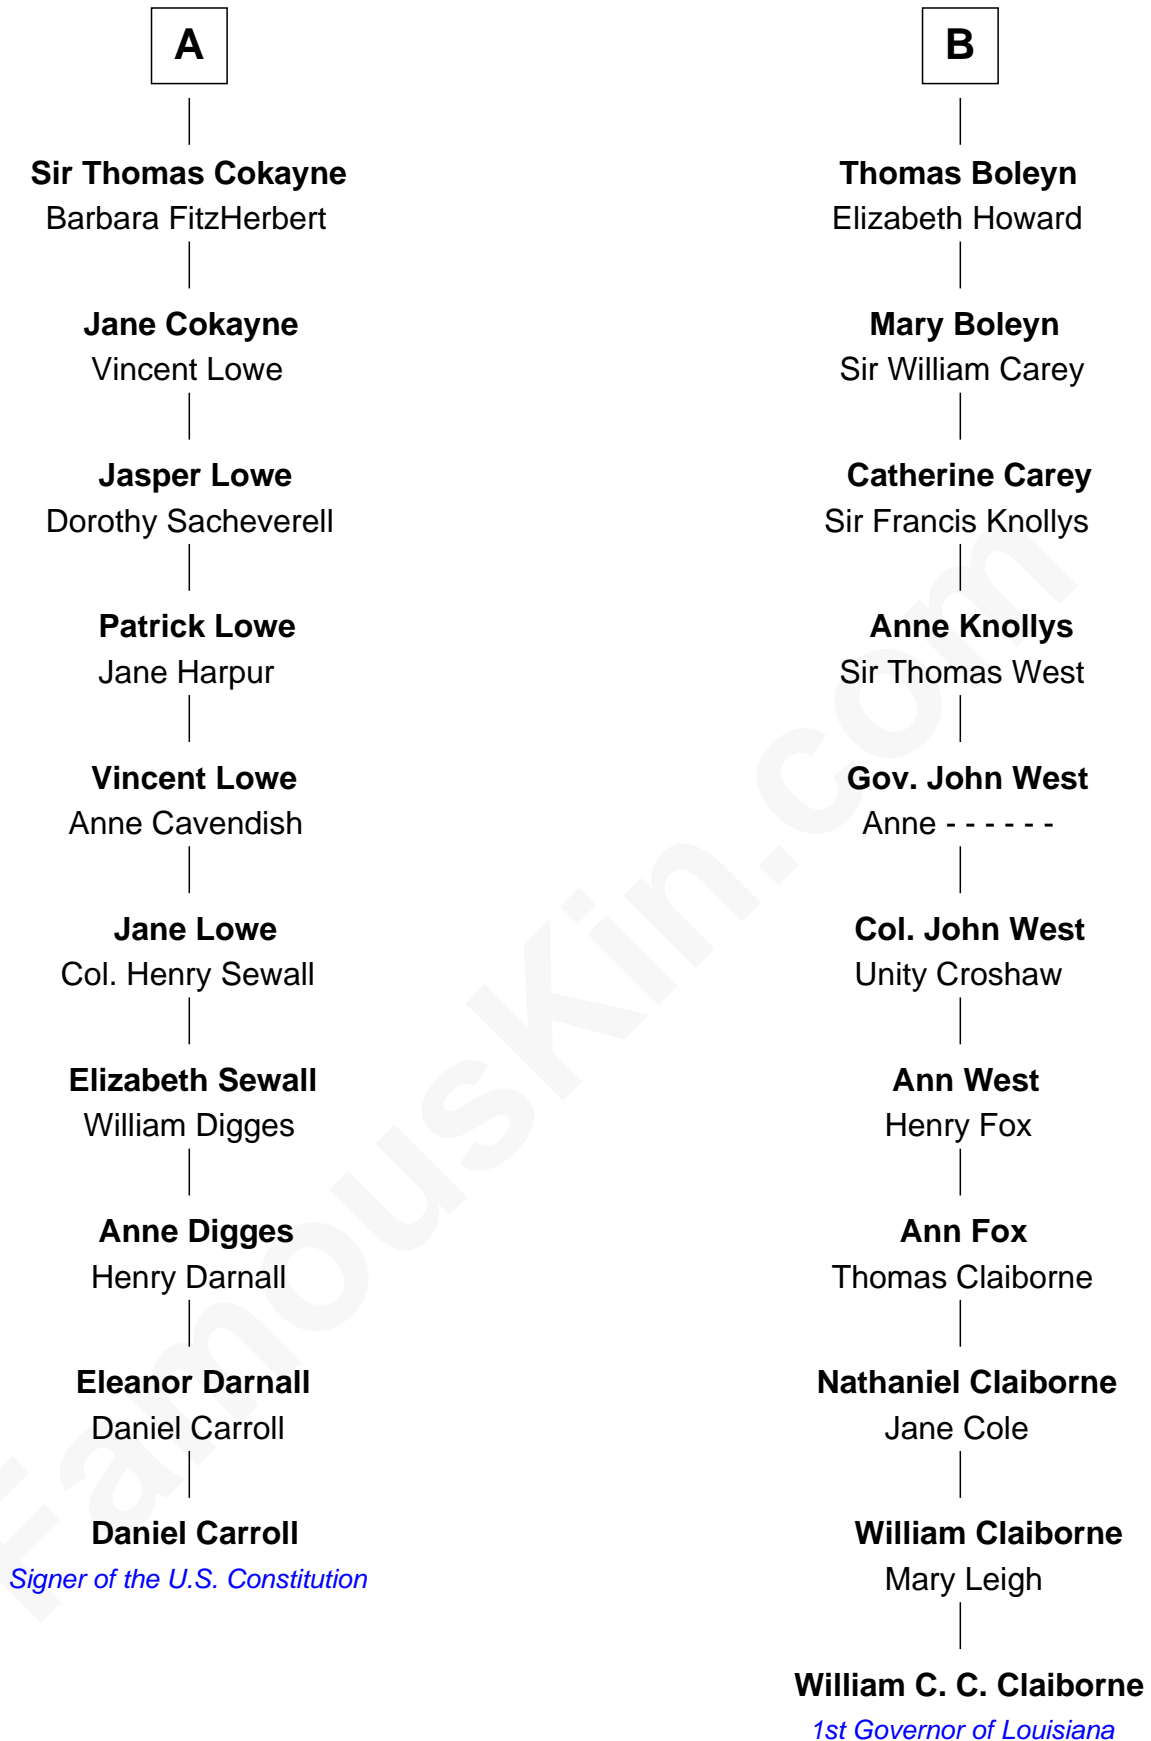 A
Sir Thomas Cokayne
Barbara FitzHerbert
Jane Cokayne
Vincent Lowe
Jasper Lowe
Dorothy Sacheverell
Patrick Lowe
Jane Harpur
Vincent Lowe
Anne Cavendish
Jane Lowe
Col. Henry Sewall
Elizabeth Sewall
William Digges
Anne Digges
Henry Darnall
Eleanor Darnall
Daniel Carroll
Daniel Carroll
Signer of the U.S. Constitution
B
Thomas Boleyn
Elizabeth Howard
Mary Boleyn
Sir William Carey
Catherine Carey
Sir Francis Knollys
Anne Knollys
Sir Thomas West
Gov. John West
Anne - - - - - -
Col. John West
Unity Croshaw
Ann West
Henry Fox
Ann Fox
Thomas Claiborne
Nathaniel Claiborne
Jane Cole
William Claiborne
Mary Leigh
William C. C. Claiborne
1st Governor of Louisiana
FamousKin.com